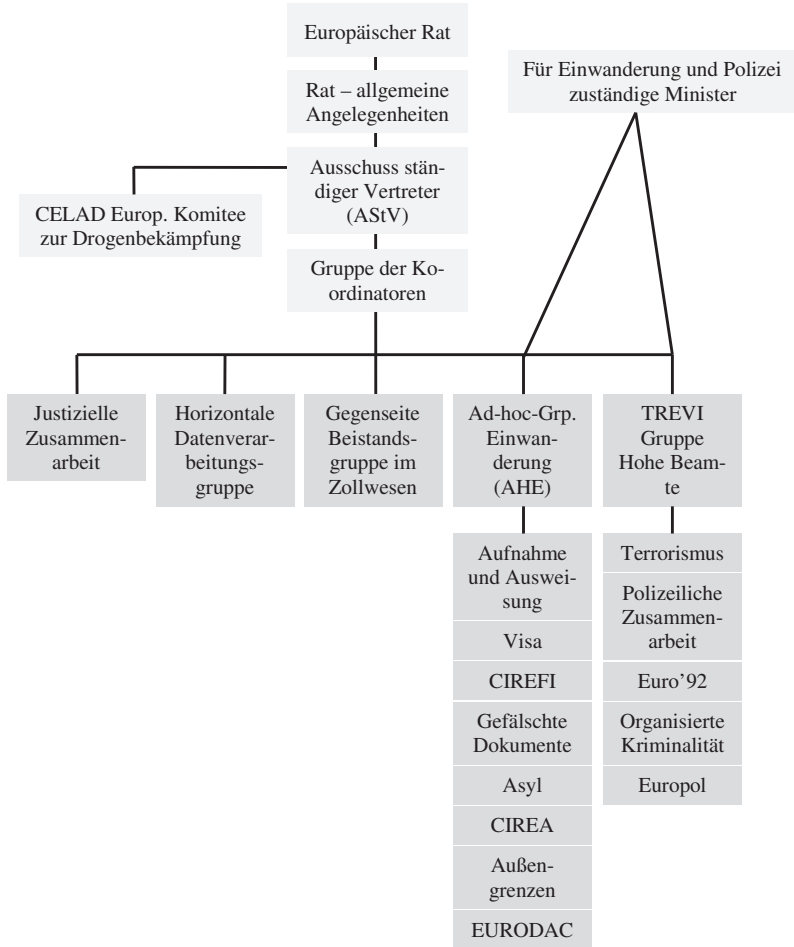 Europäischer Rat
Für Einwanderung und Polizei
zuständige Minister
Rat – allgemeine
Angelegenheiten
Ausschuss stän-
diger Vertreter
(AStV)
CELAD Europ. Komitee
zur Drogenbekämpfung
Gruppe der Ko-
ordinatoren
Justizielle
Zusammen-
arbeit
Horizontale
Datenverar-
beitungs-
gruppe
Gegenseite
Beistands-
gruppe im
Zollwesen
Ad-hoc-Grp.
Einwan-
derung
(AHE)
TREVI
Gruppe
Hohe Beam-
te
Aufnahme
und Auswei-
sung
Visa
CIREFI
Gefälschte
Dokumente
Asyl
CIREA
Außen-
grenzen
EURODAC
Terrorismus
Polizeiliche
Zusammen-
arbeit
Euro’92
Organisierte
Kriminalität
Europol